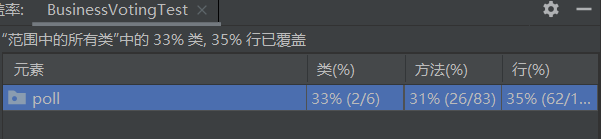 盖率: BusinessVotingTest ×
“范围中的所有类”中的 33% 类, 35% 行已覆盖
元素 类(%) 方法(%) 行(%)
poll 33% (2/6) 31% (26/83) 35% (62/1...